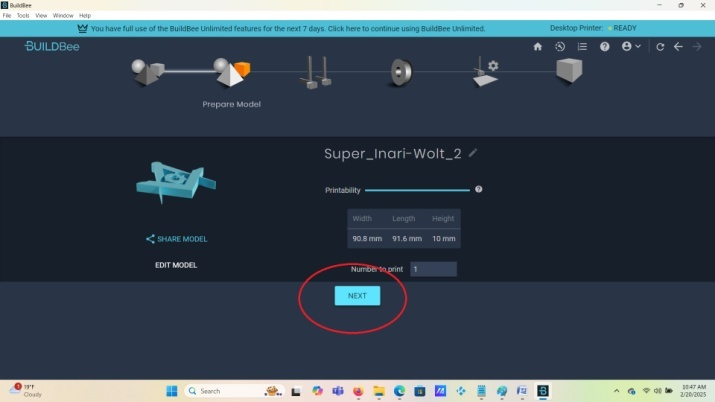 BuildBee
File Tools View Window Help
You have full use of the BuildBee Unlimited features for the next 7 days. Click here to continue using BuildBee Unlimited.
Desktop Printer: READY
BUILDBee
Prepare Model
Super_Inari-Wolt_2
Printability
Width Length Height
90.8 mm 91.6 mm 10 mm
SHARE MODEL
EDIT MODEL
Number to print 1
NEXT
19°F
Cloudy
Search
10:47 AM
2/20/2025